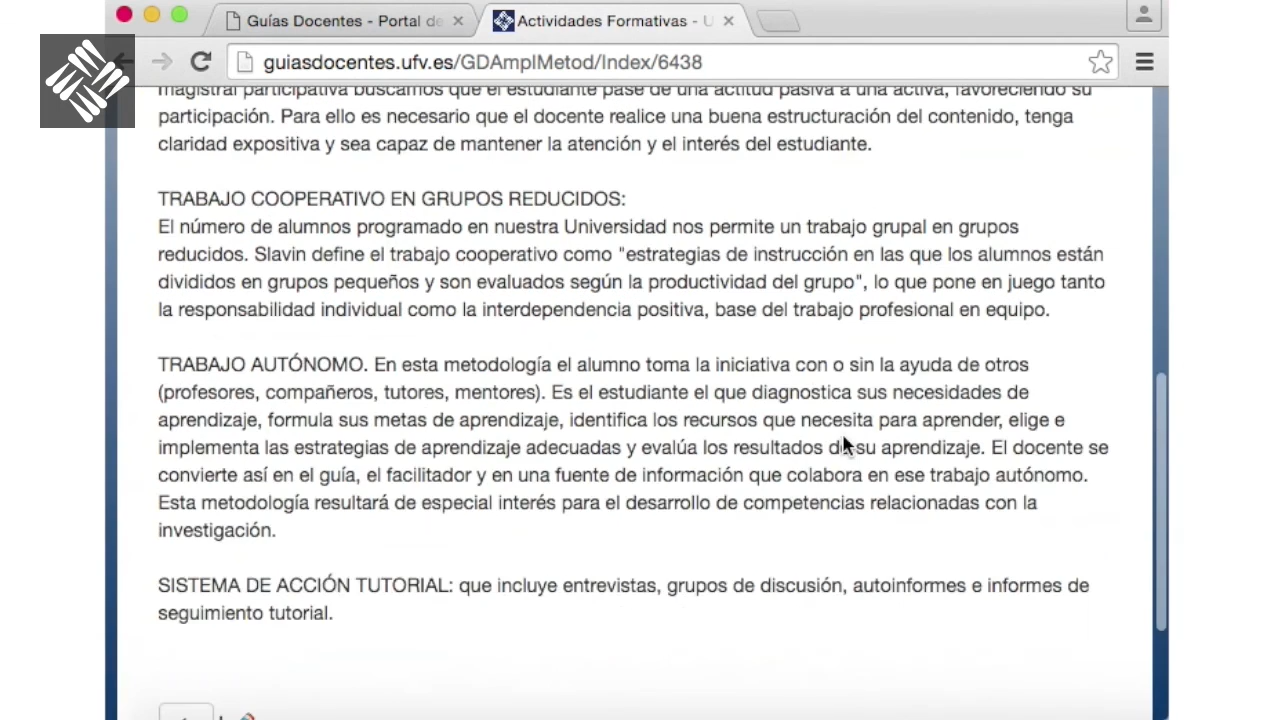 Guías Docentes - Portal de
Actividades Formativas - U
guiasdocentes.ufv.es/GDAmplMetod/Index/6438
magistral participativa buscamos que el estudiante pase de una actitud pasiva a una activa, favoreciendo su
participación. Para ello es necesario que el docente realice una buena estructuración del contenido, tenga
claridad expositiva y sea capaz de mantener la atención y el interés del estudiante.
TRABAJO COOPERATIVO EN GRUPOS REDUCIDOS:
El número de alumnos programado en nuestra Universidad nos permite un trabajo grupal en grupos
reducidos. Slavin define el trabajo cooperativo como "estrategias de instrucción en las que los alumnos están
divididos en grupos pequeños y son evaluados según la productividad del grupo", lo que pone en juego tanto
la responsabilidad individual como la interdependencia positiva, base del trabajo profesional en equipo.
TRABAJO AUTÓNOMO. En esta metodología el alumno toma la iniciativa con o sin la ayuda de otros
(profesores, compañeros, tutores, mentores). Es el estudiante el que diagnostica sus necesidades de
aprendizaje, formula sus metas de aprendizaje, identifica los recursos que necesita para aprender, elige e
implementa las estrategias de aprendizaje adecuadas y evalúa los resultados de su aprendizaje. El docente se
convierte así en el guía, el facilitador y en una fuente de información que colabora en ese trabajo autónomo.
Esta metodología resultará de especial interés para el desarrollo de competencias relacionadas con la
investigación.
SISTEMA DE ACCIÓN TUTORIAL: que incluye entrevistas, grupos de discusión, autoinformes e informes de
seguimiento tutorial.